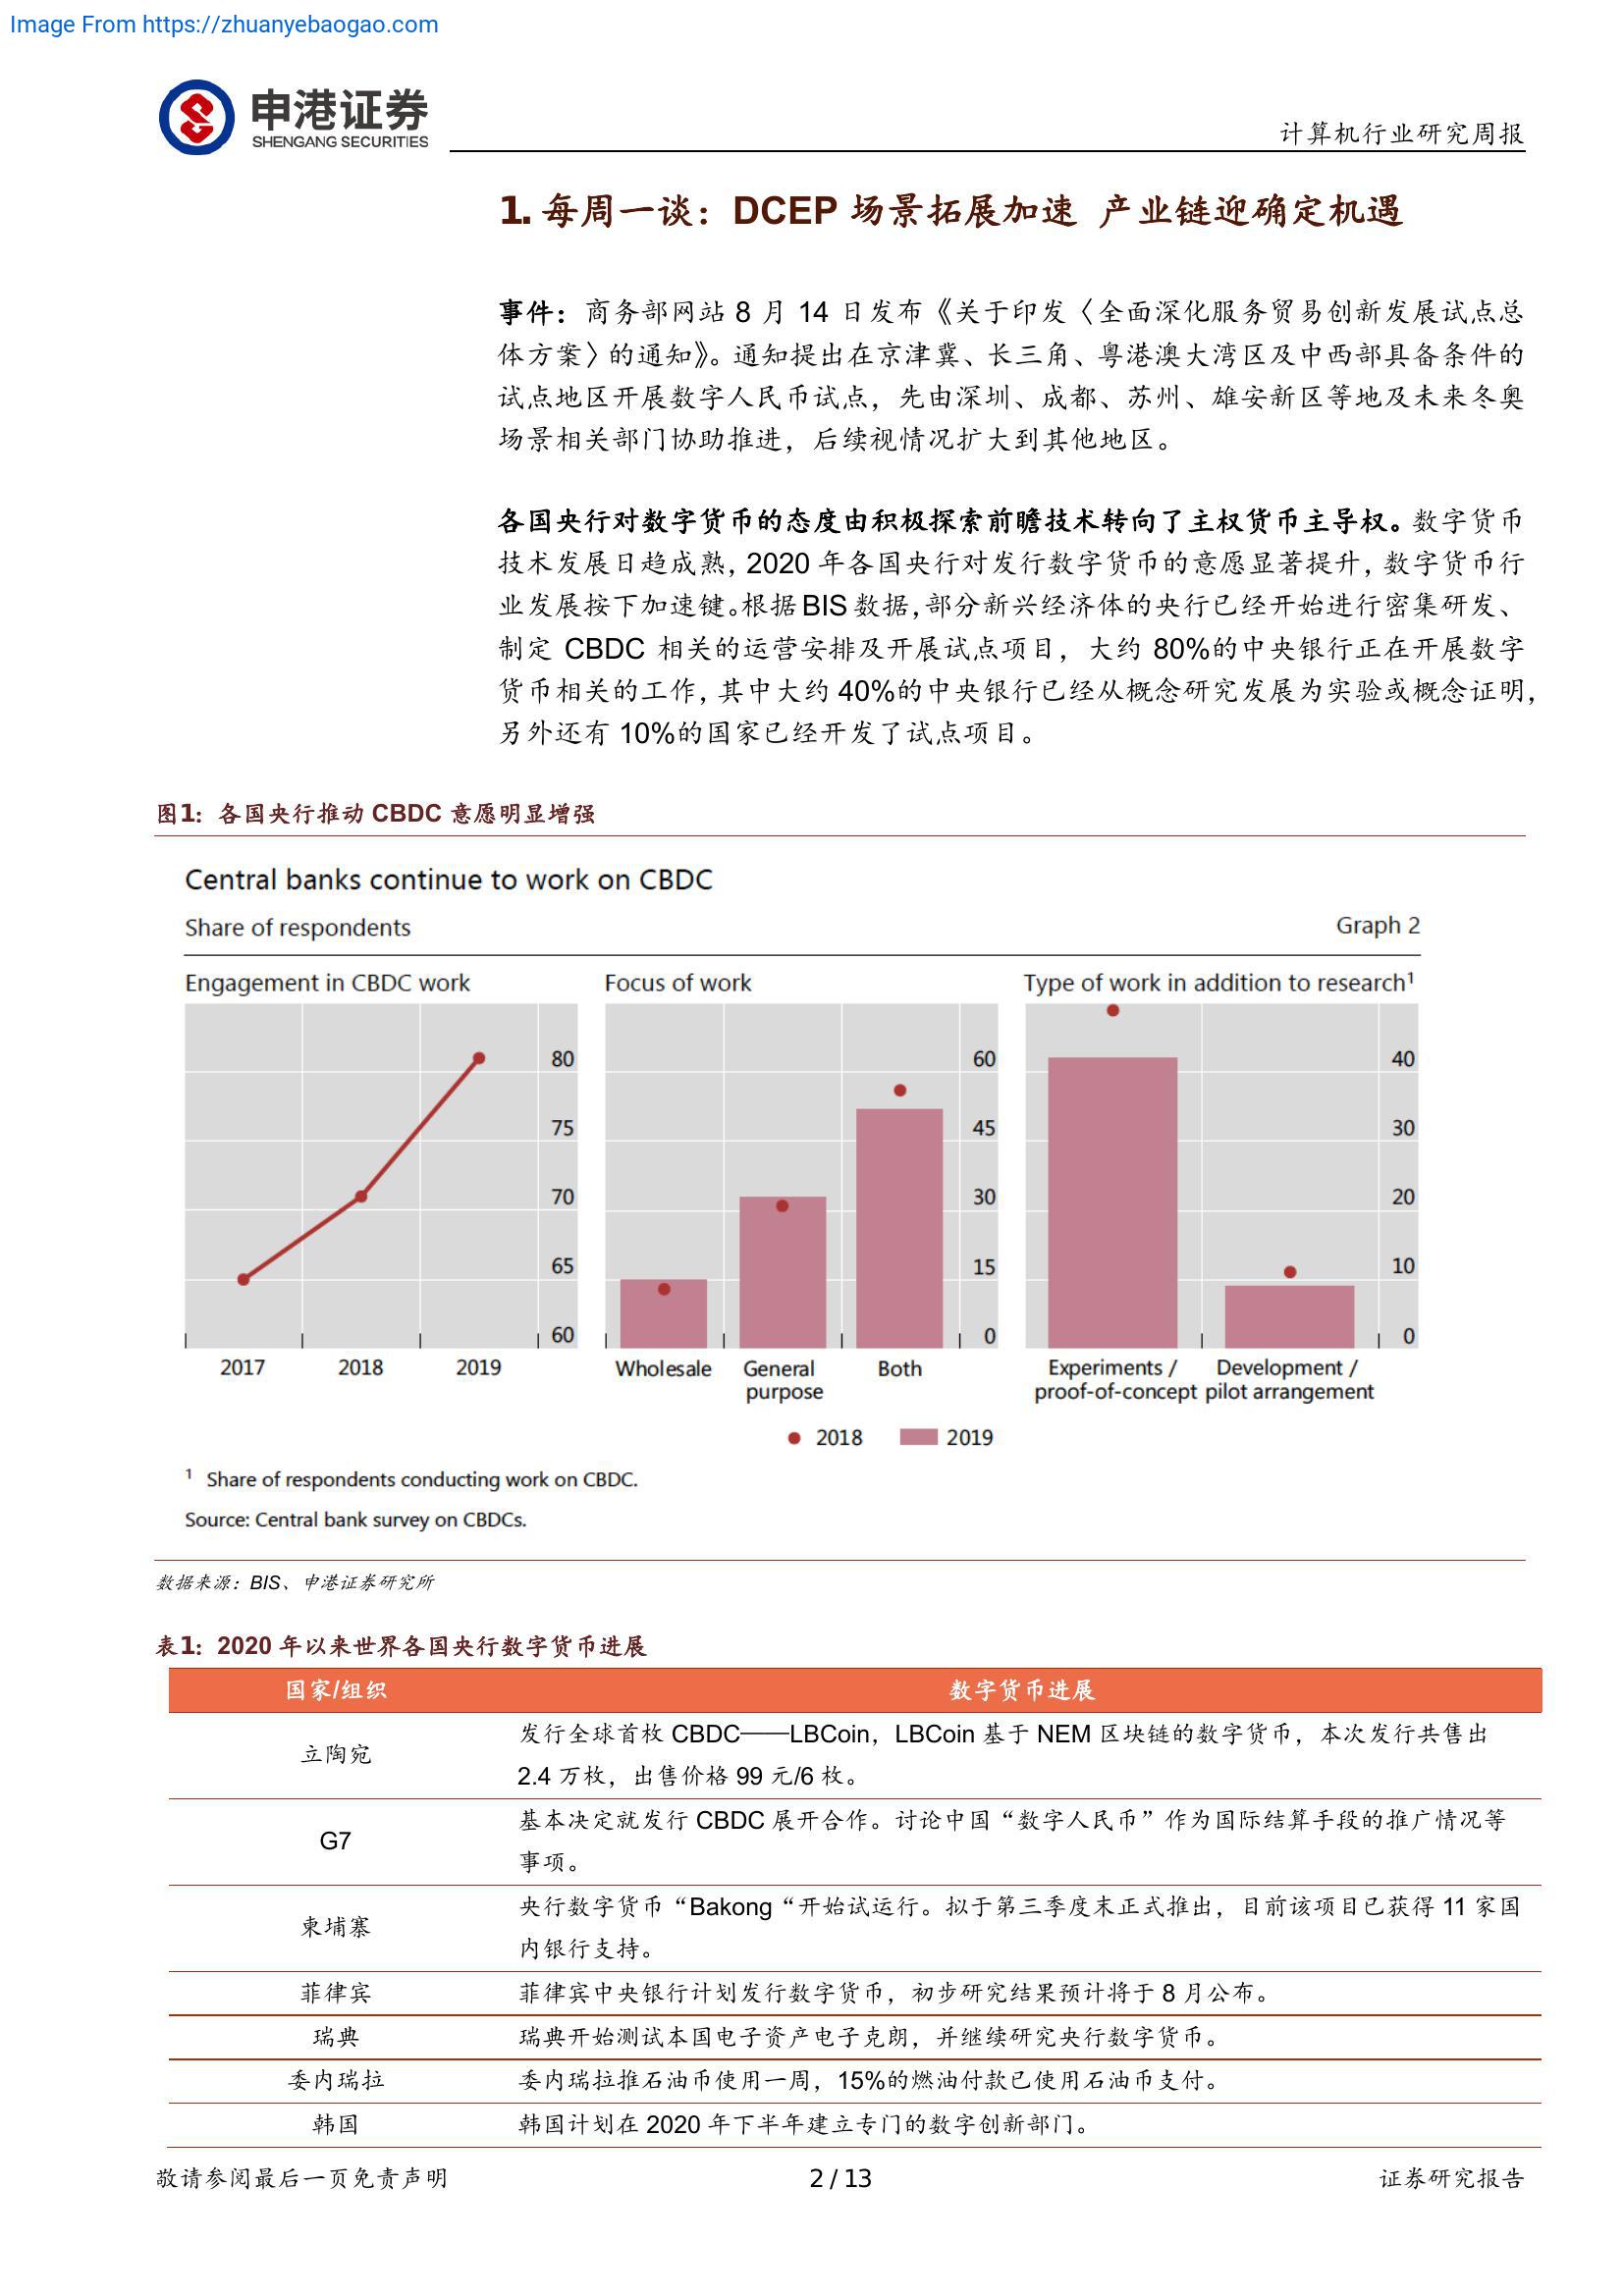 Image From https://zhuanyebaogao.com
申港证券
SHENGANG SECURITIES
计算机行业研究周报
1. 每周一谈：DCEP 场景拓展加速 产业链迎确定机遇
事件：商务部网站 8 月 14 日发布《关于印发〈全面深化服务贸易创新发展试点总
体方案〉的通知》。通知提出在京津冀、长三角、粤港澳大湾区及中西部具备条件的
试点地区开展数字人民币试点，先由深圳、成都、苏州、雄安新区等地及未来冬奥
场景相关部门协助推进，后续视情况扩大到其他地区。
各国央行对数字货币的态度由积极探索前瞻技术转向了主权货币主导权。数字货币
技术发展日趋成熟，2020 年各国央行对发行数字货币的意愿显著提升，数字货币行
业发展按下加速键。根据 BIS 数据，部分新兴经济体的央行已经开始进行密集研发、
制定 CBDC 相关的运营安排及开展试点项目，大约 80%的中央银行正在开展数字
货币相关的工作，其中大约 40%的中央银行已经从概念研究发展为实验或概念证明，
另外还有 10%的国家已经开发了试点项目。
图1：各国央行推动 CBDC 意愿明显增强
Central banks continue to work on CBDC
Share of respondents
Graph 2
Engagement in CBDC work
80
75
70
65
60
2017 2018 2019
Focus of work
60
45
30
15
0
Wholesale General Both
purpose
Type of work in addition to research¹
40
30
20
10
0
Experiments / Development /
proof-of-concept pilot arrangement
2018 2019
¹ Share of respondents conducting work on CBDC.
Source: Central bank survey on CBDCs.
数据来源：BIS、申港证券研究所
表1：2020 年以来世界各国央行数字货币进展
国家/组织 数字货币进展
立陶宛
发行全球首枚 CBDC——LBCoin，LBCoin 基于 NEM 区块链的数字货币，本次发行共售出
2.4 万枚，出售价格 99 元/6 枚。
G7
基本决定就发行 CBDC 展开合作。讨论中国“数字人民币”作为国际结算手段的推广情况等
事项。
柬埔寨
央行数字货币“Bakong“开始试运行。拟于第三季度末正式推出，目前该项目已获得 11 家国
内银行支持。
菲律宾 菲律宾中央银行计划发行数字货币，初步研究结果预计将于 8 月公布。
瑞典 瑞典开始测试本国电子资产电子克朗，并继续研究央行数字货币。
委内瑞拉 委内瑞拉推石油币使用一周，15%的燃油付款已使用石油币支付。
韩国 韩国计划在 2020 年下半年建立专门的数字创新部门。
敬请参阅最后一页免责声明 2 / 13 证券研究报告